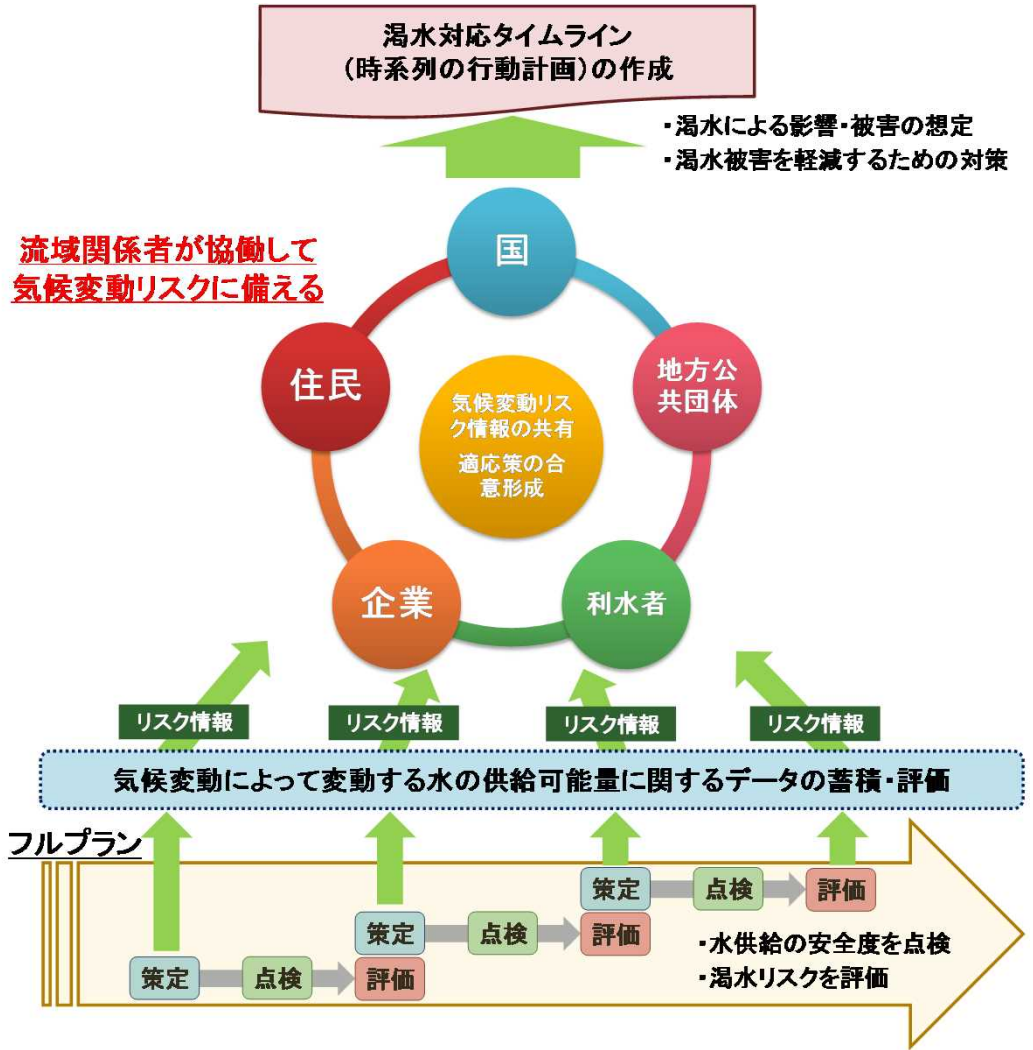 渇水対応タイムライン
（時系列の行動計画）の作成
・渇水による影響・被害の想定
・渇水被害を軽減するための対策
流域関係者が協働して
気候変動リスクに備える
国
住民
地方公
共団体
気候変動リス
ク情報の共有
適応策の合
意形成
企業
利水者
リスク情報
リスク情報
リスク情報
リスク情報
気候変動によって変動する水の供給可能量に関するデータの蓄積・評価
フルプラン
策定
点検
評価
策定
点検
評価
策定
点検
評価
・水供給の安全度を点検
・渇水リスクを評価